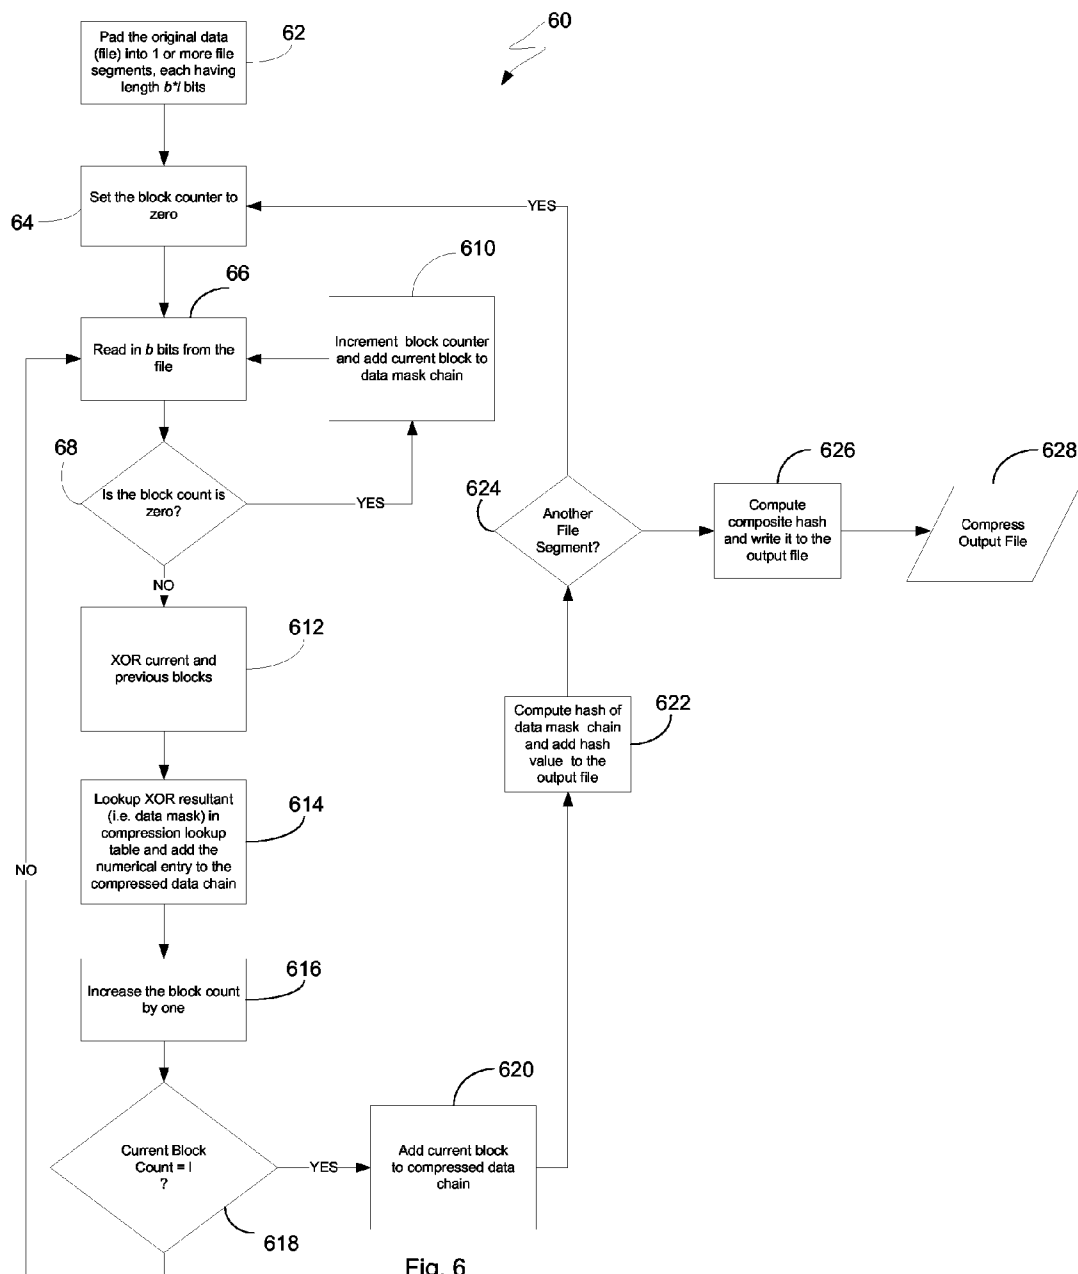 60
Pad the original data
(file) into 1 or more file
segments, each having
length b*l bits
62
Set the block counter to
zero
64
YES
610
66
Read in b bits from the
file
Increment block counter
and add current block to
data mask chain
68
Is the block count is
zero?
YES
NO
624
Another
File
Segment?
626
Compute
composite hash
and write it to the
output file
628
Compress
Output File
XOR current and
previous blocks
612
Compute hash of
data mask chain
and add hash
value to the
output file
622
Lookup XOR resultant
(i.e. data mask) in
compression lookup
table and add the
numerical entry to the
compressed data chain
614
NO
Increase the block count
by one
616
Current Block
Count = l
?
YES
618
620
Add current block
to compressed data
chain
Fig. 6